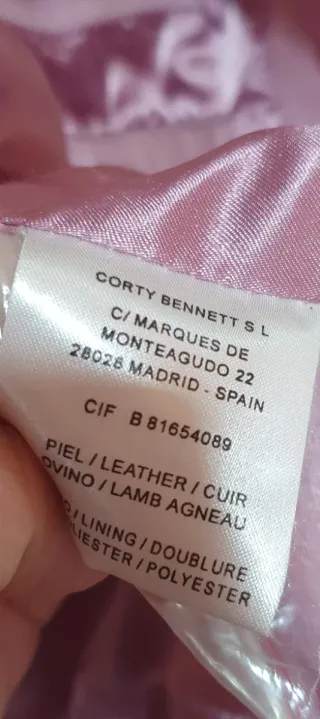 CORTY BENNETT S L
C/ MARQUES DE
MONTEAGUDO 22
28028 MADRID - SPAIN
CIF B 81654089
PIEL / LEATHER / CUIR
OVINO / LAMB AGNEAU
/ LINING / DOUBLURE
/ POLYESTER